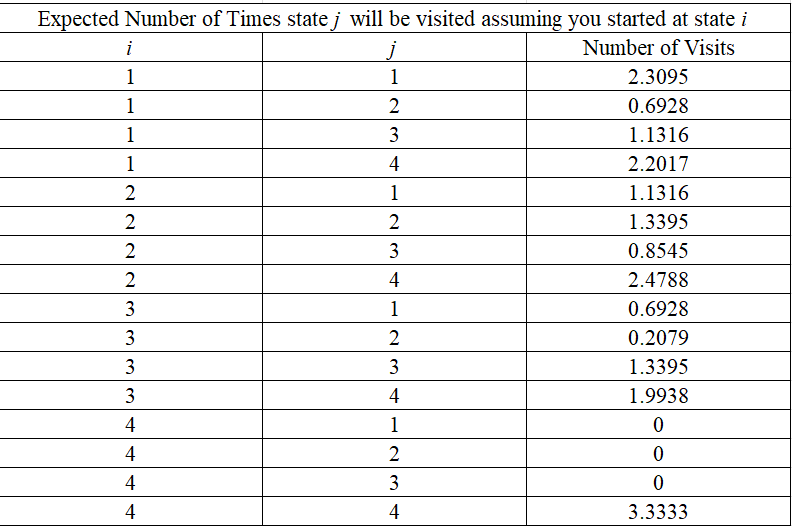 Expected Number of Times state j will be visited assuming you started at state i
i j Number of Visits
1 1 2.3095
1 2 0.6928
1 3 1.1316
1 4 2.2017
2 1 1.1316
2 2 1.3395
2 3 0.8545
2 4 2.4788
3 1 0.6928
3 2 0.2079
3 3 1.3395
3 4 1.9938
4 1 0
4 2 0
4 3 0
4 4 3.3333